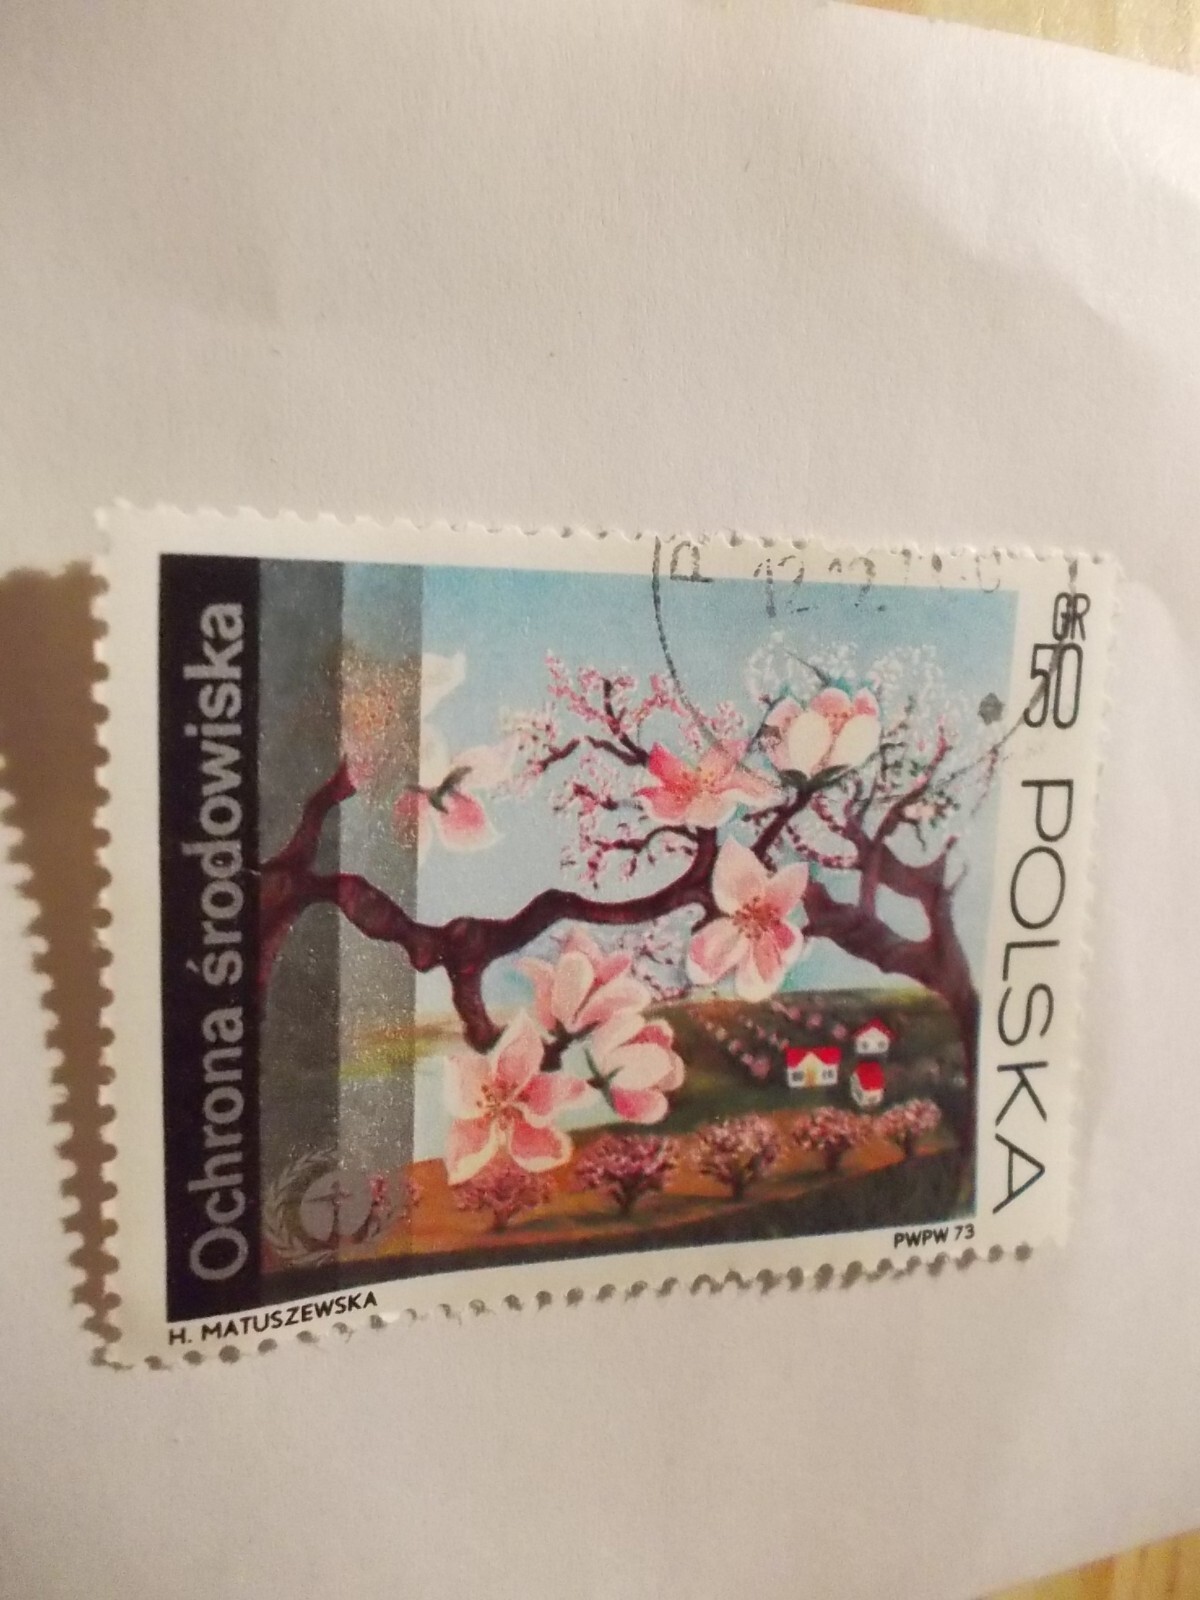 Ochrona środowiska
GR
50
POLSKA
PWPW 73
H. MATUSZEWSKA